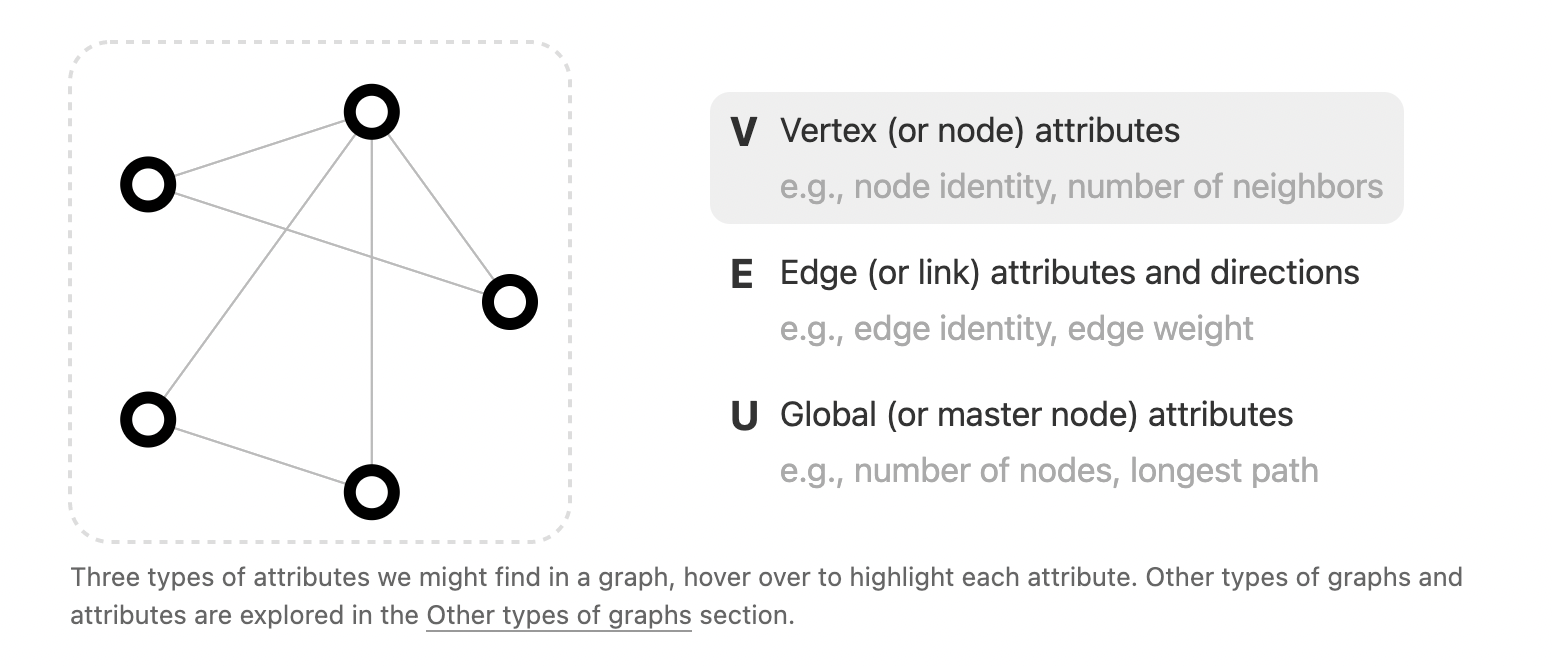 V Vertex (or node) attributes
e.g., node identity, number of neighbors
E Edge (or link) attributes and directions
e.g., edge identity, edge weight
U Global (or master node) attributes
e.g., number of nodes, longest path
Three types of attributes we might find in a graph, hover over to highlight each attribute. Other types of graphs and
attributes are explored in the Other types of graphs section.